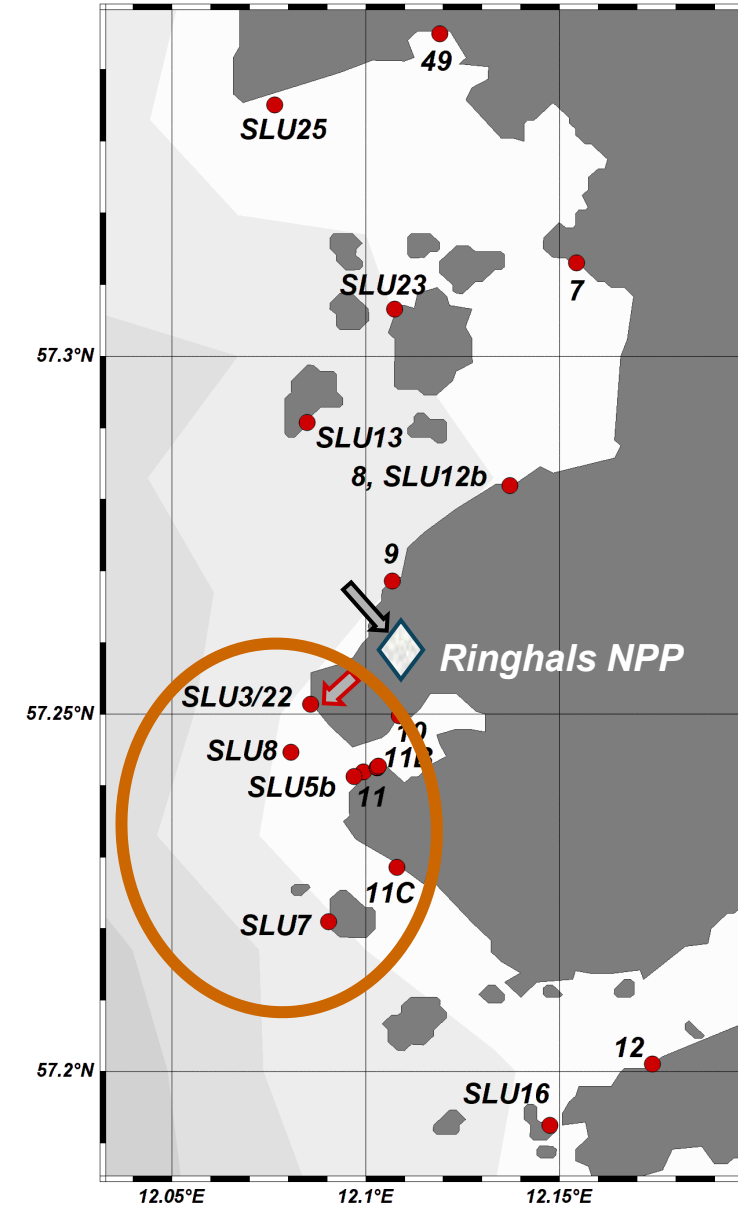 49
SLU25
SLU23
7
57.3°N
SLU13
8, SLU12b
9
Ringhals NPP
SLU3/22
57.25°N
10
SLU8
11B
SLU5b
11
11C
SLU7
12
57.2°N
SLU16
12.05°E
12.1°E
12.15°E